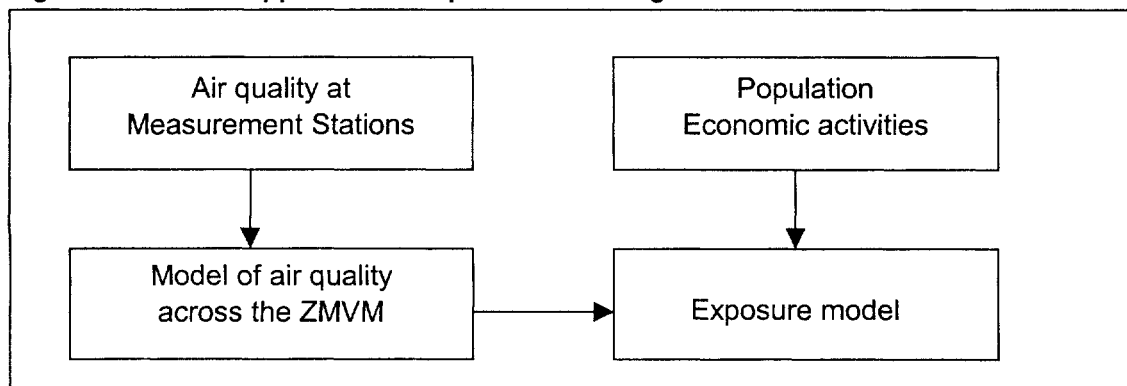 Air quality at
Measurement Stations
Population
Economic activities
Model of air quality
across the ZMVM
Exposure model